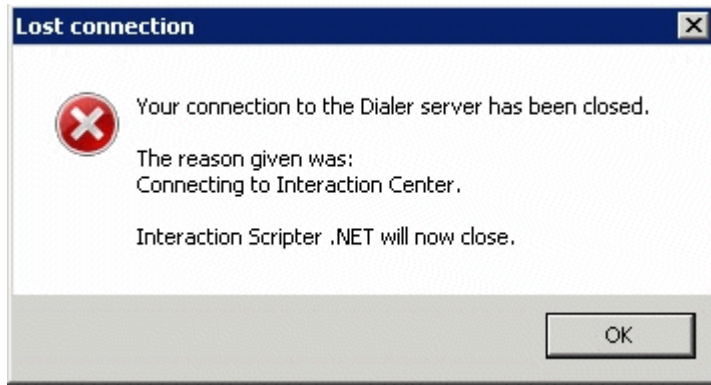 Lost connection
Your connection to the Dialer server has been closed.
The reason given was:
Connecting to Interaction Center.
Interaction Scripter .NET will now close.
OK